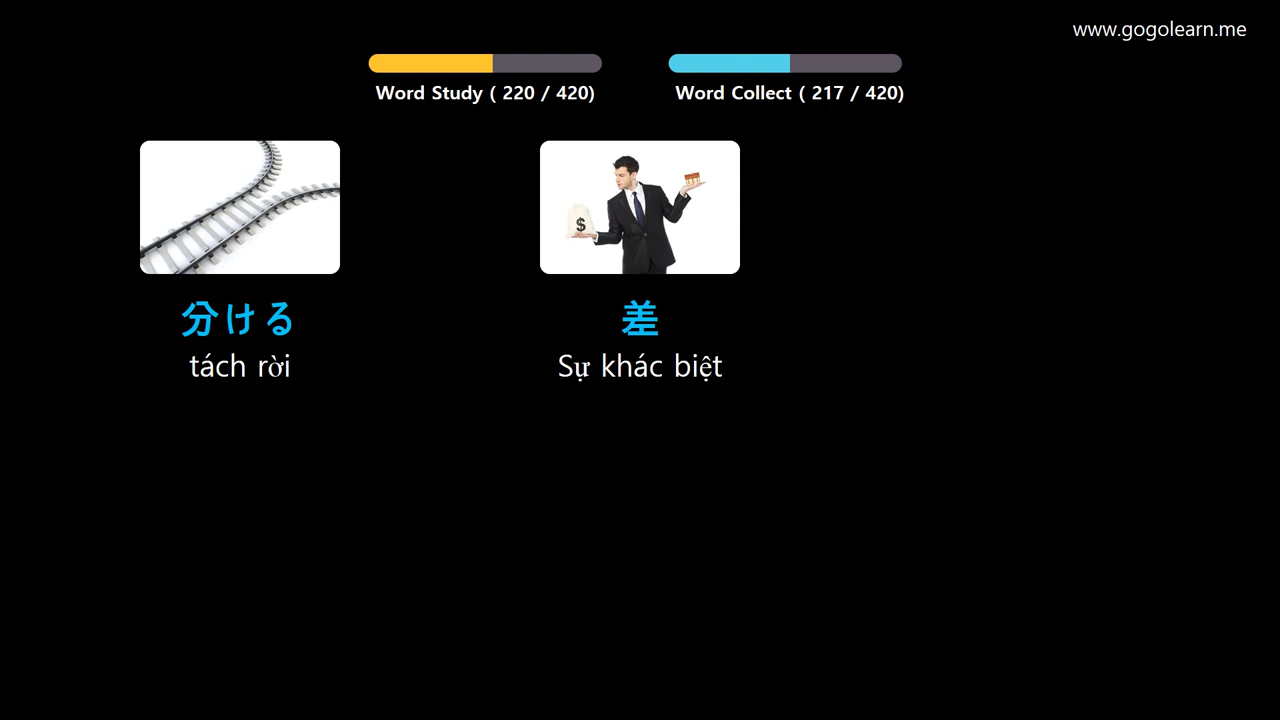 www.gogolearn.me
Word Study ( 220 / 420)
Word Collect ( 217 / 420)
$
分ける
tách rời
差
Sự khác biệt